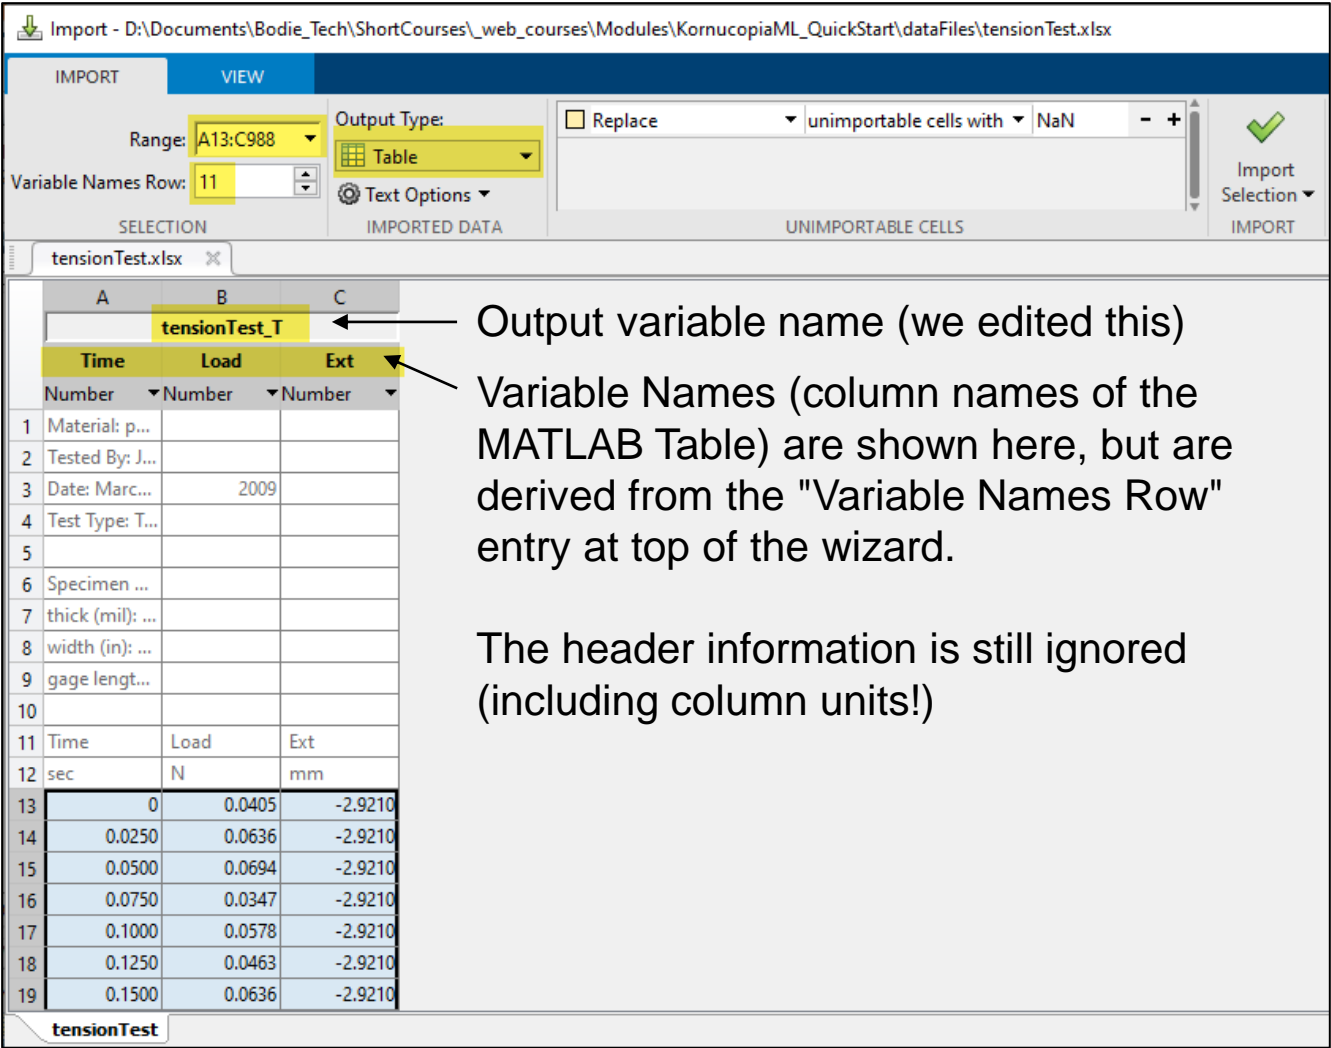 Import - D:\Documents\Bodie_Tech\ShortCourses\_web_courses\Modules\KornucopiaML_QuickStart\dataFiles\tensionTest.xlsx
IMPORT VIEW
Range: A13:C988
Variable Names Row: 11
SELECTION
Output Type:
Table
Text Options
IMPORTED DATA
Replace unimportable cells with NaN - +
UNIMPORTABLE CELLS
Import
Selection
IMPORT
tensionTest.xlsx
A B C
tensionTest_T
Time Load Ext
Number Number Number
1 Material: p...
2 Tested By: J...
3 Date: Marc... 2009
4 Test Type: T...
5
6 Specimen ...
7 thick (mil): ...
8 width (in): ...
9 gage lengt...
10
11 Time Load Ext
12 sec N mm
13 0 0.0405 -2.9210
14 0.0250 0.0636 -2.9210
15 0.0500 0.0694 -2.9210
16 0.0750 0.0347 -2.9210
17 0.1000 0.0578 -2.9210
18 0.1250 0.0463 -2.9210
19 0.1500 0.0636 -2.9210
tensionTest
Output variable name (we edited this)
Variable Names (column names of the
MATLAB Table) are shown here, but are
derived from the "Variable Names Row"
entry at top of the wizard.
The header information is still ignored
(including column units!)